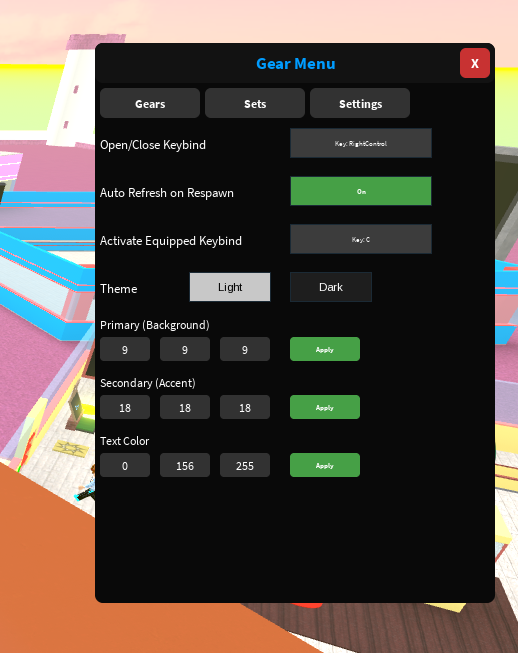 Gear Menu
X
Gears Sets Settings
Open/Close Keybind Key: RightControl
Auto Refresh on Respawn On
Activate Equipped Keybind Key: C
Theme Light Dark
Primary (Background)
9 9 9 Apply
Secondary (Accent)
18 18 18 Apply
Text Color
0 156 255 Apply